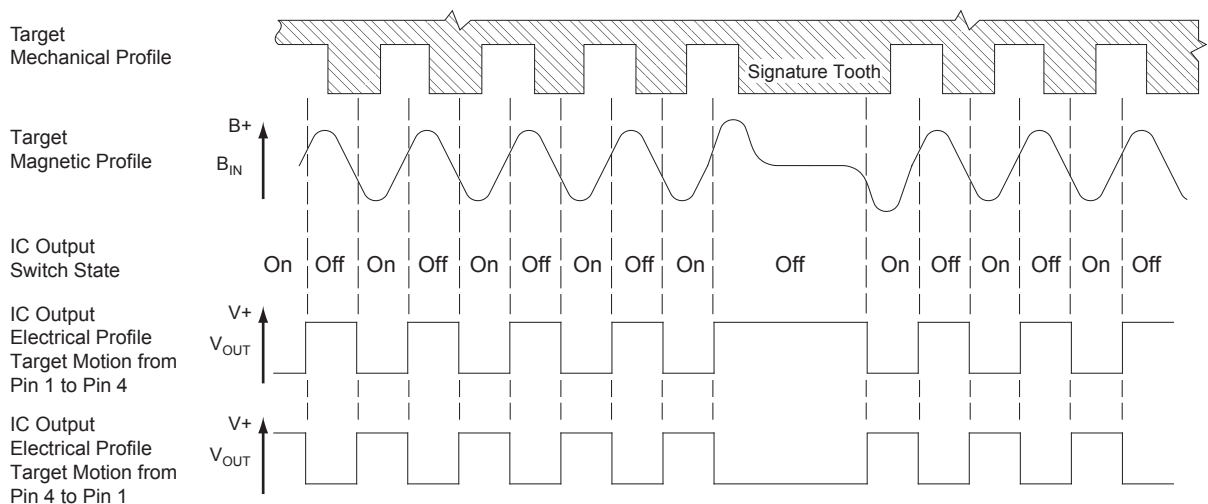 Target
Mechanical Profile
Signature Tooth
Target
Magnetic Profile
B+
BIN
IC Output
Switch State
On Off On Off On Off On Off On Off On Off On Off On Off
IC Output
Electrical Profile
Target Motion from
Pin 1 to Pin 4
V+
VOUT
IC Output
Electrical Profile
Target Motion from
Pin 4 to Pin 1
V+
VOUT